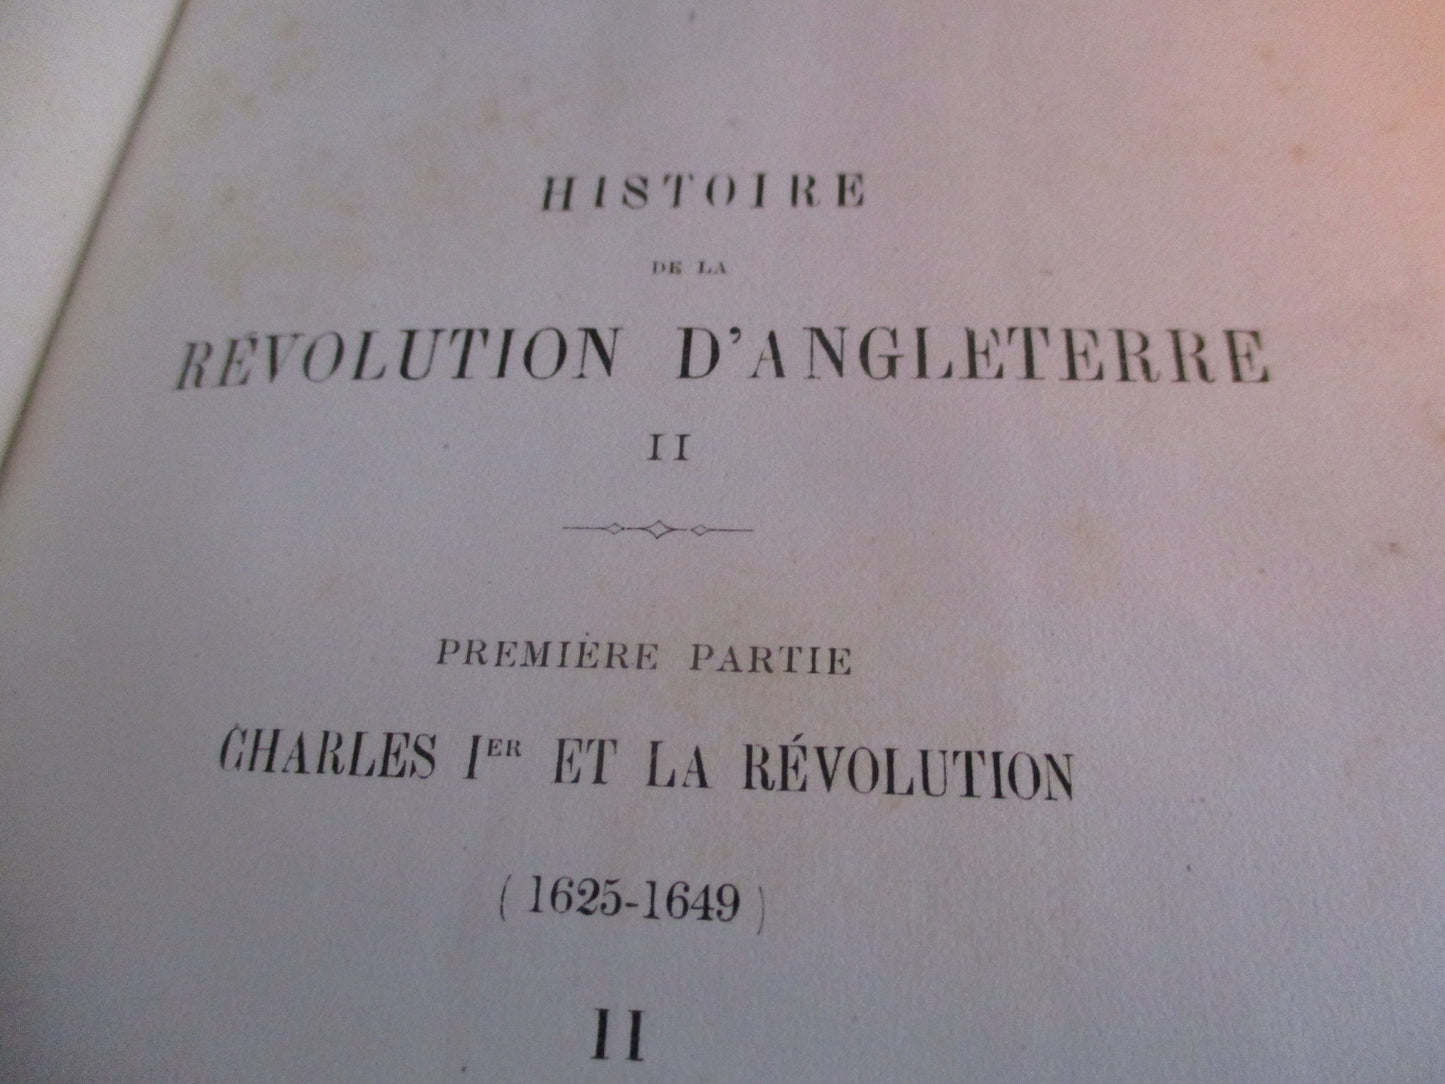 HISTOIRE
DE LA
RÉVOLUTION D'ANGLETERRE
II
PREMIÈRE PARTIE
CHARLES IER ET LA RÉVOLUTION
(1625-1649)
II